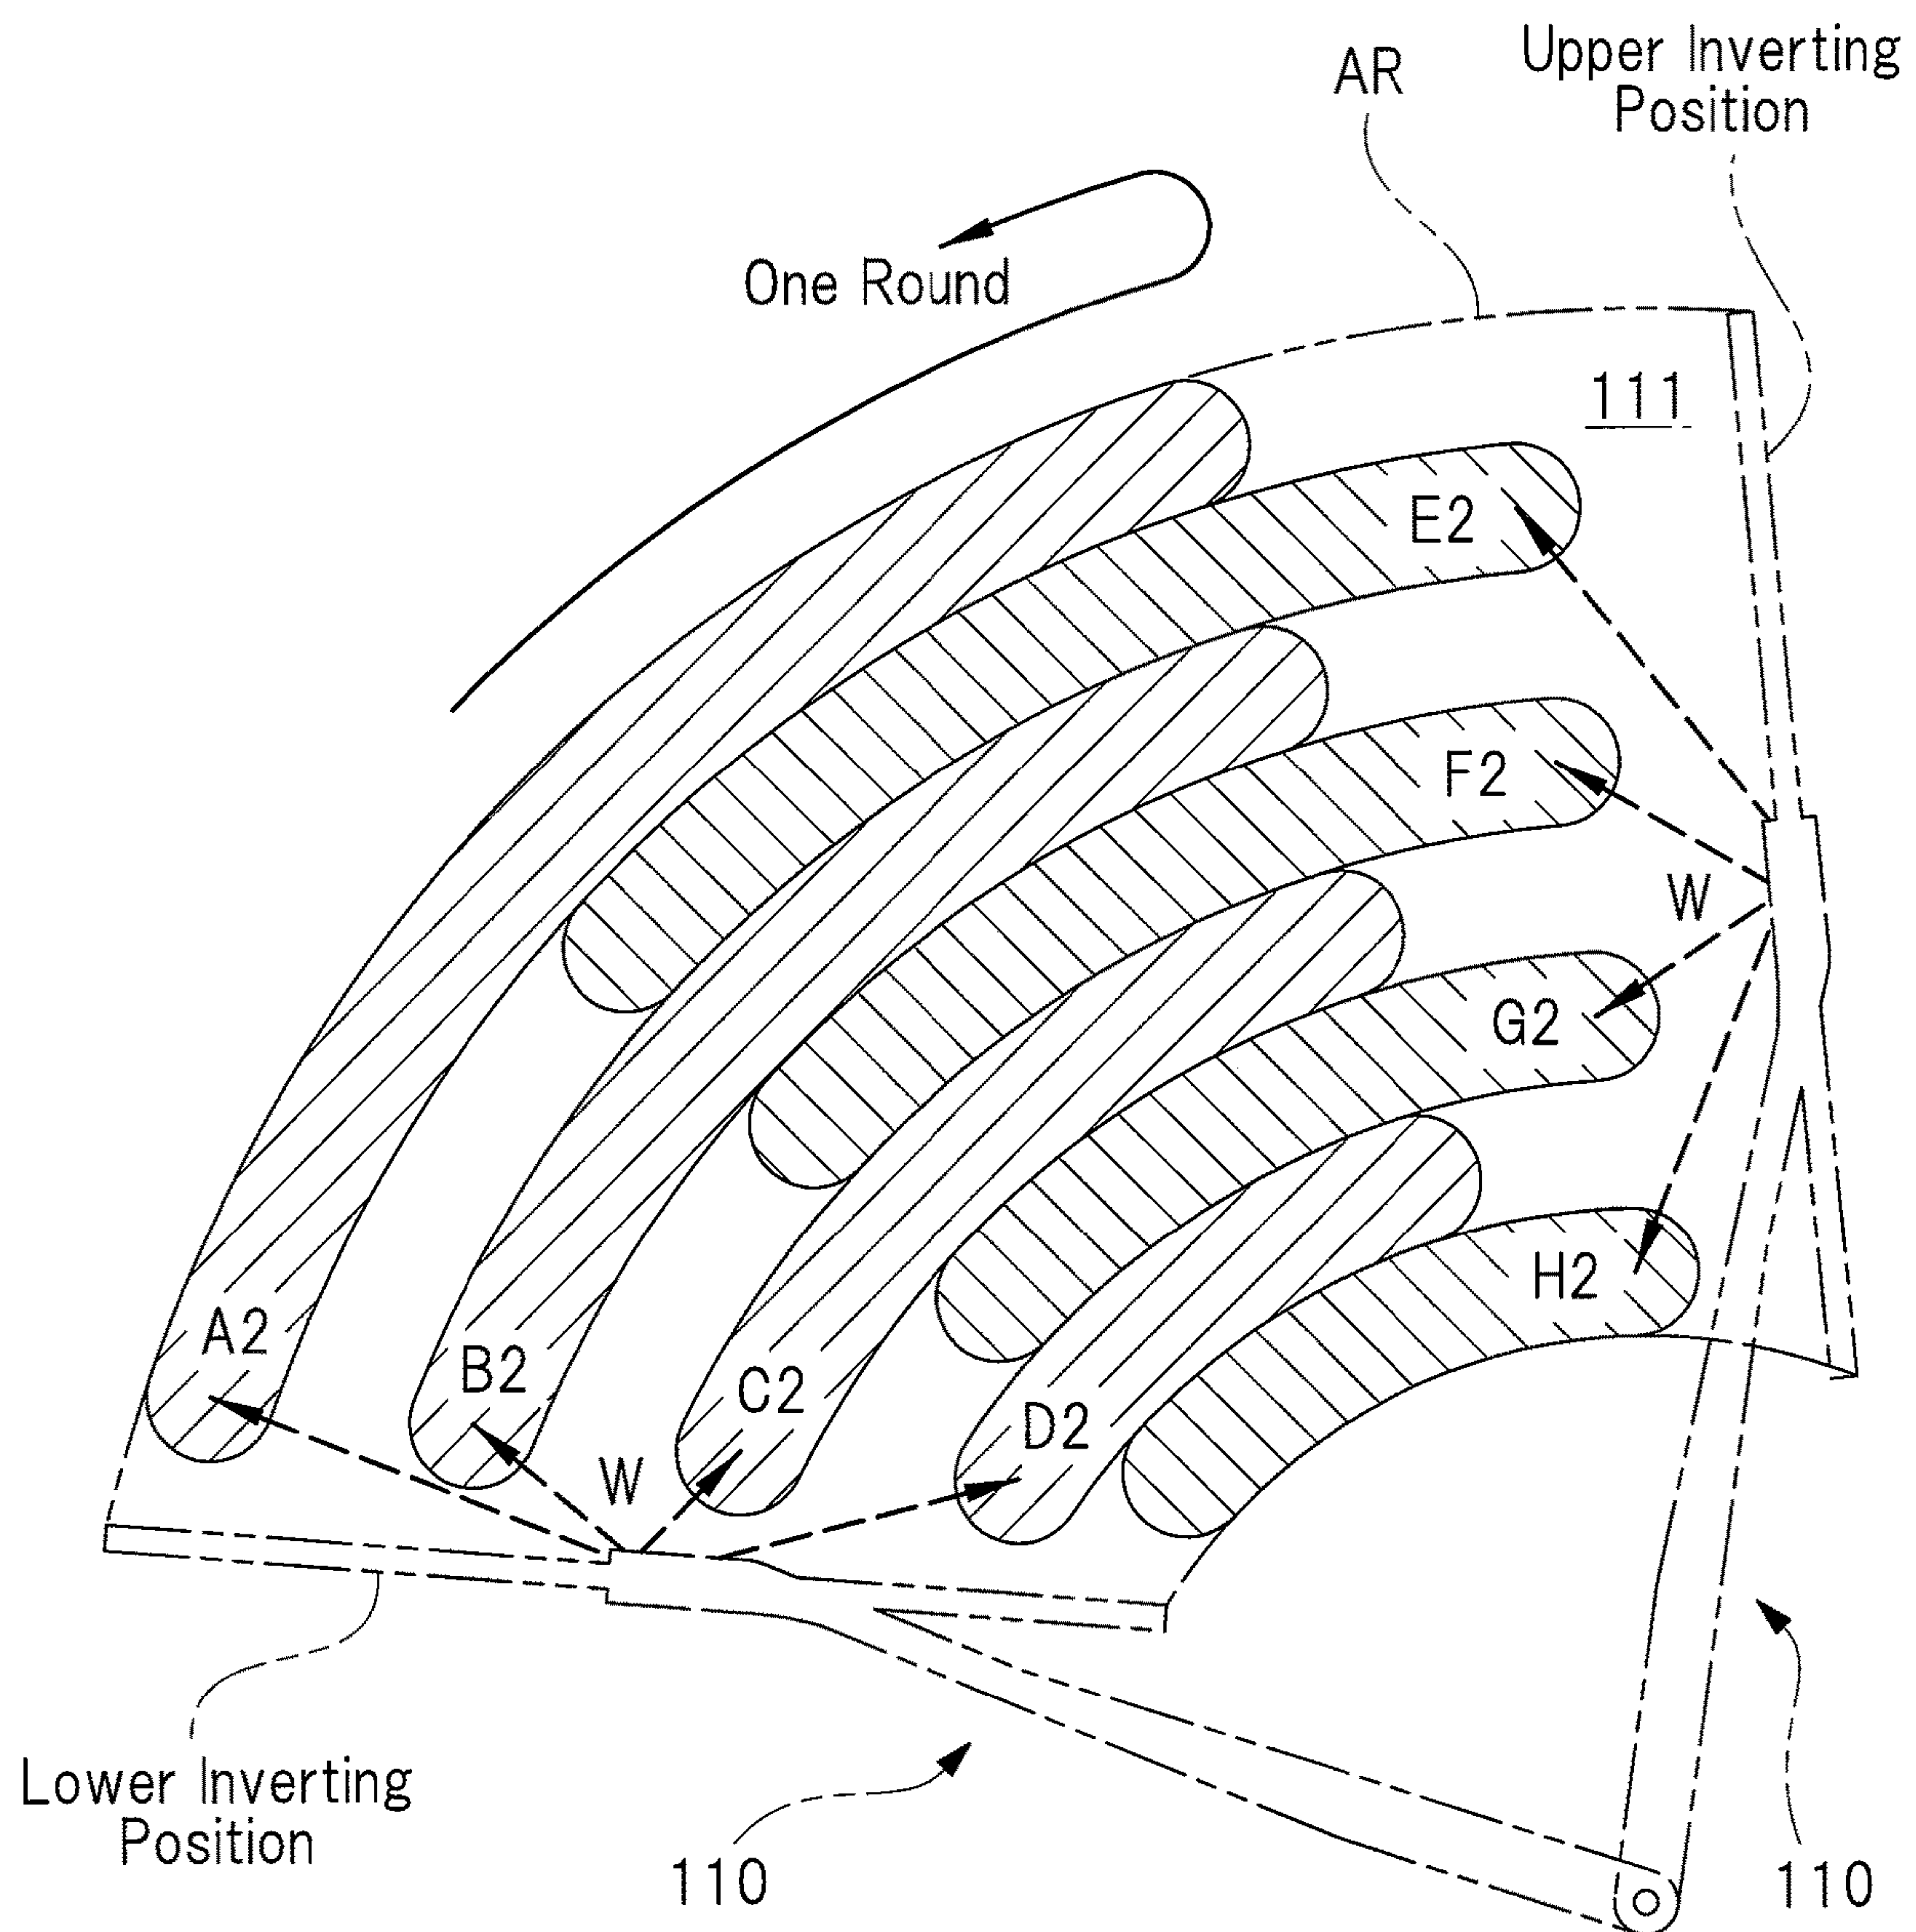 Upper Inverting
Position
AR
One Round
111
E2
F2
W
G2
H2
A2
B2
C2
D2
W
Lower Inverting
Position
110
110